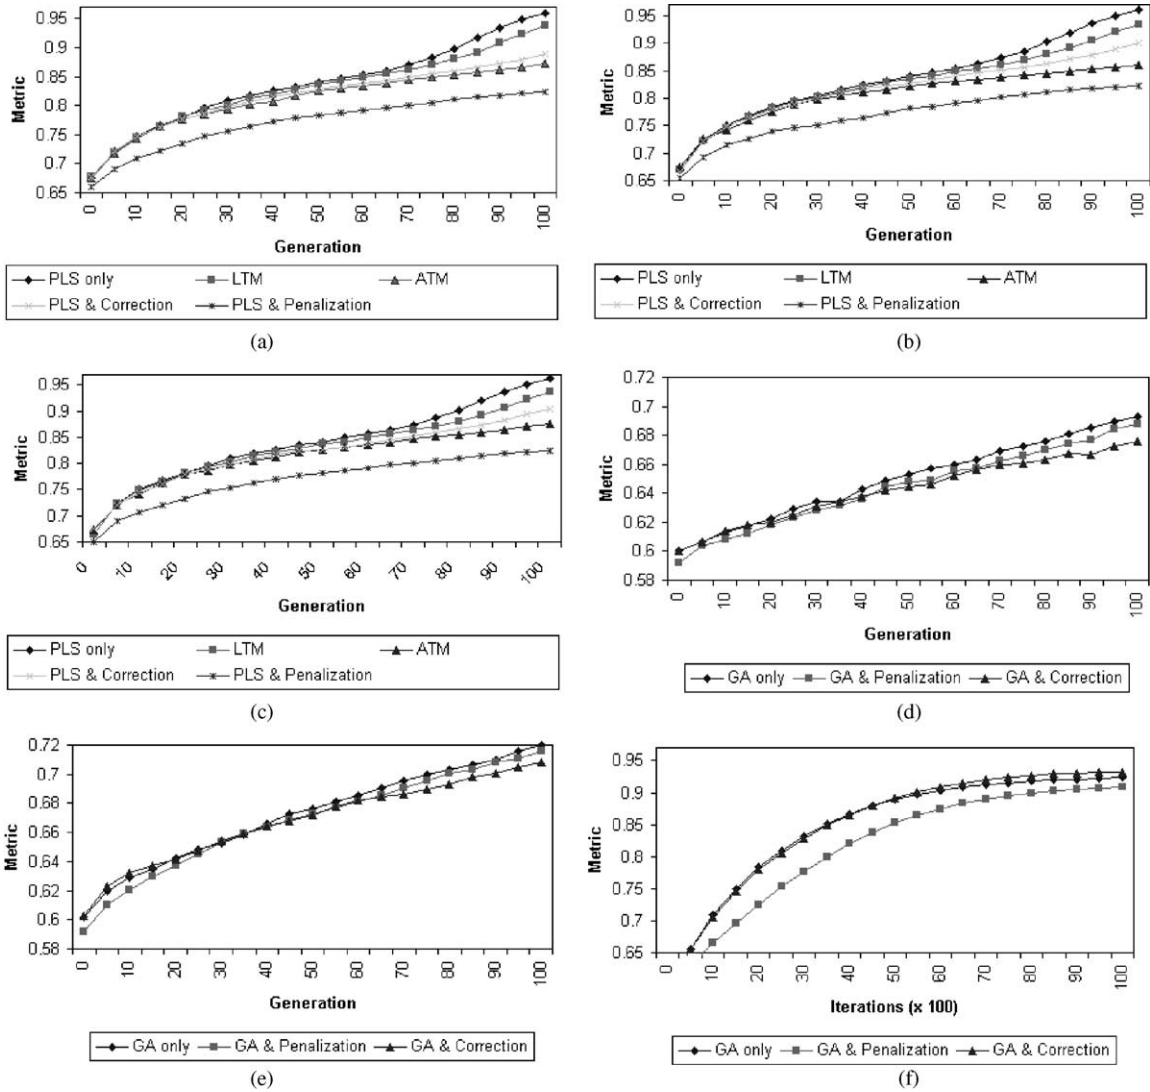 0.95
0.9
0.85
0.8
0.75
0.7
0.65
Metric
0 10 20 30 40 50 60 70 80 90 100
Generation
PLS only LTM ATM
PLS & Correction PLS & Penalization
(a)
0.95
0.9
0.85
0.8
0.75
0.7
0.65
Metric
0 10 20 30 40 50 60 70 80 90 100
Generation
PLS only LTM ATM
PLS & Correction PLS & Penalization
(b)
0.95
0.9
0.85
0.8
0.75
0.7
0.65
Metric
0 10 20 30 40 50 60 70 80 90 100
Generation
PLS only LTM ATM
PLS & Correction PLS & Penalization
(c)
0.72
0.7
0.68
0.66
0.64
0.62
0.6
0.58
Metric
0 10 20 30 40 50 60 70 80 90 100
Generation
GA only GA & Penalization GA & Correction
(d)
0.72
0.7
0.68
0.66
0.64
0.62
0.6
0.58
Metric
0 10 20 30 40 50 60 70 80 90 100
Generation
GA only GA & Penalization GA & Correction
(e)
0.95
0.9
0.85
0.8
0.75
0.7
0.65
Metric
0 10 20 30 40 50 60 70 80 90 100
Iterations (x 100)
GA only GA & Penalization GA & Correction
(f)